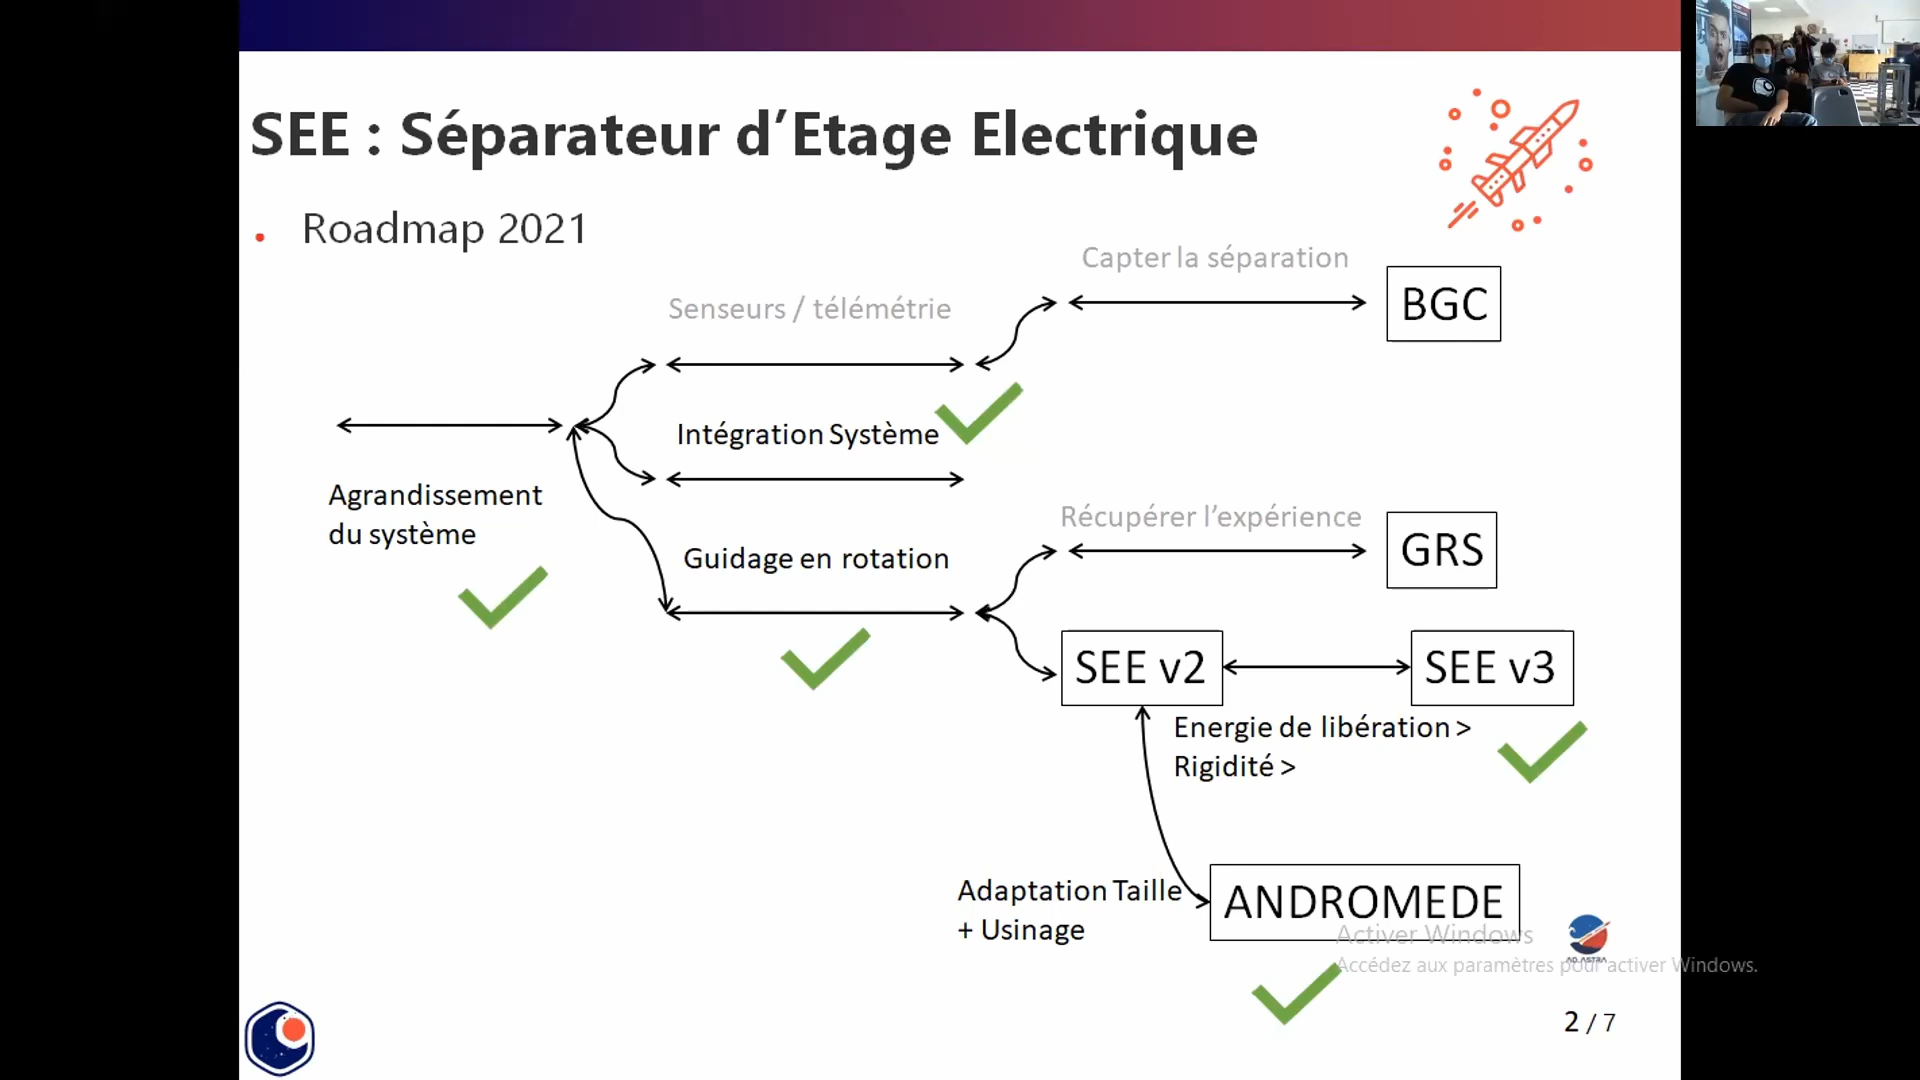 SEE : Séparateur d’Etage Electrique
Roadmap 2021
Capter la séparation
BGC
Senseurs / télémétrie
Intégration Système
Agrandissement
du système
Récupérer l’expérience
GRS
Guidage en rotation
SEE v2
SEE v3
Energie de libération >
Rigidité >
Adaptation Taille
+ Usinage
ANDROMEDE
Activer Windows
Accédez aux paramètres pour activer Windows.
AD ASTRA
2 / 7